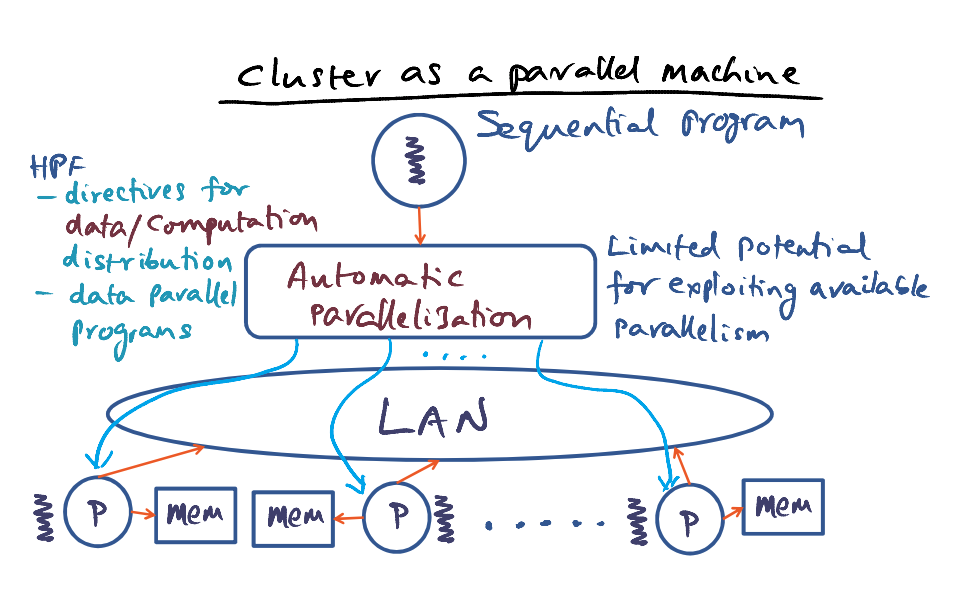 Cluster as a parallel machine
Sequential Program
HPF
- directives for
data/Computation
distribution
- data parallel
programs
Automatic
Parallelization
Limited potential
for exploiting available
parallelism
LAN
P
mem
mem
P
P
mem